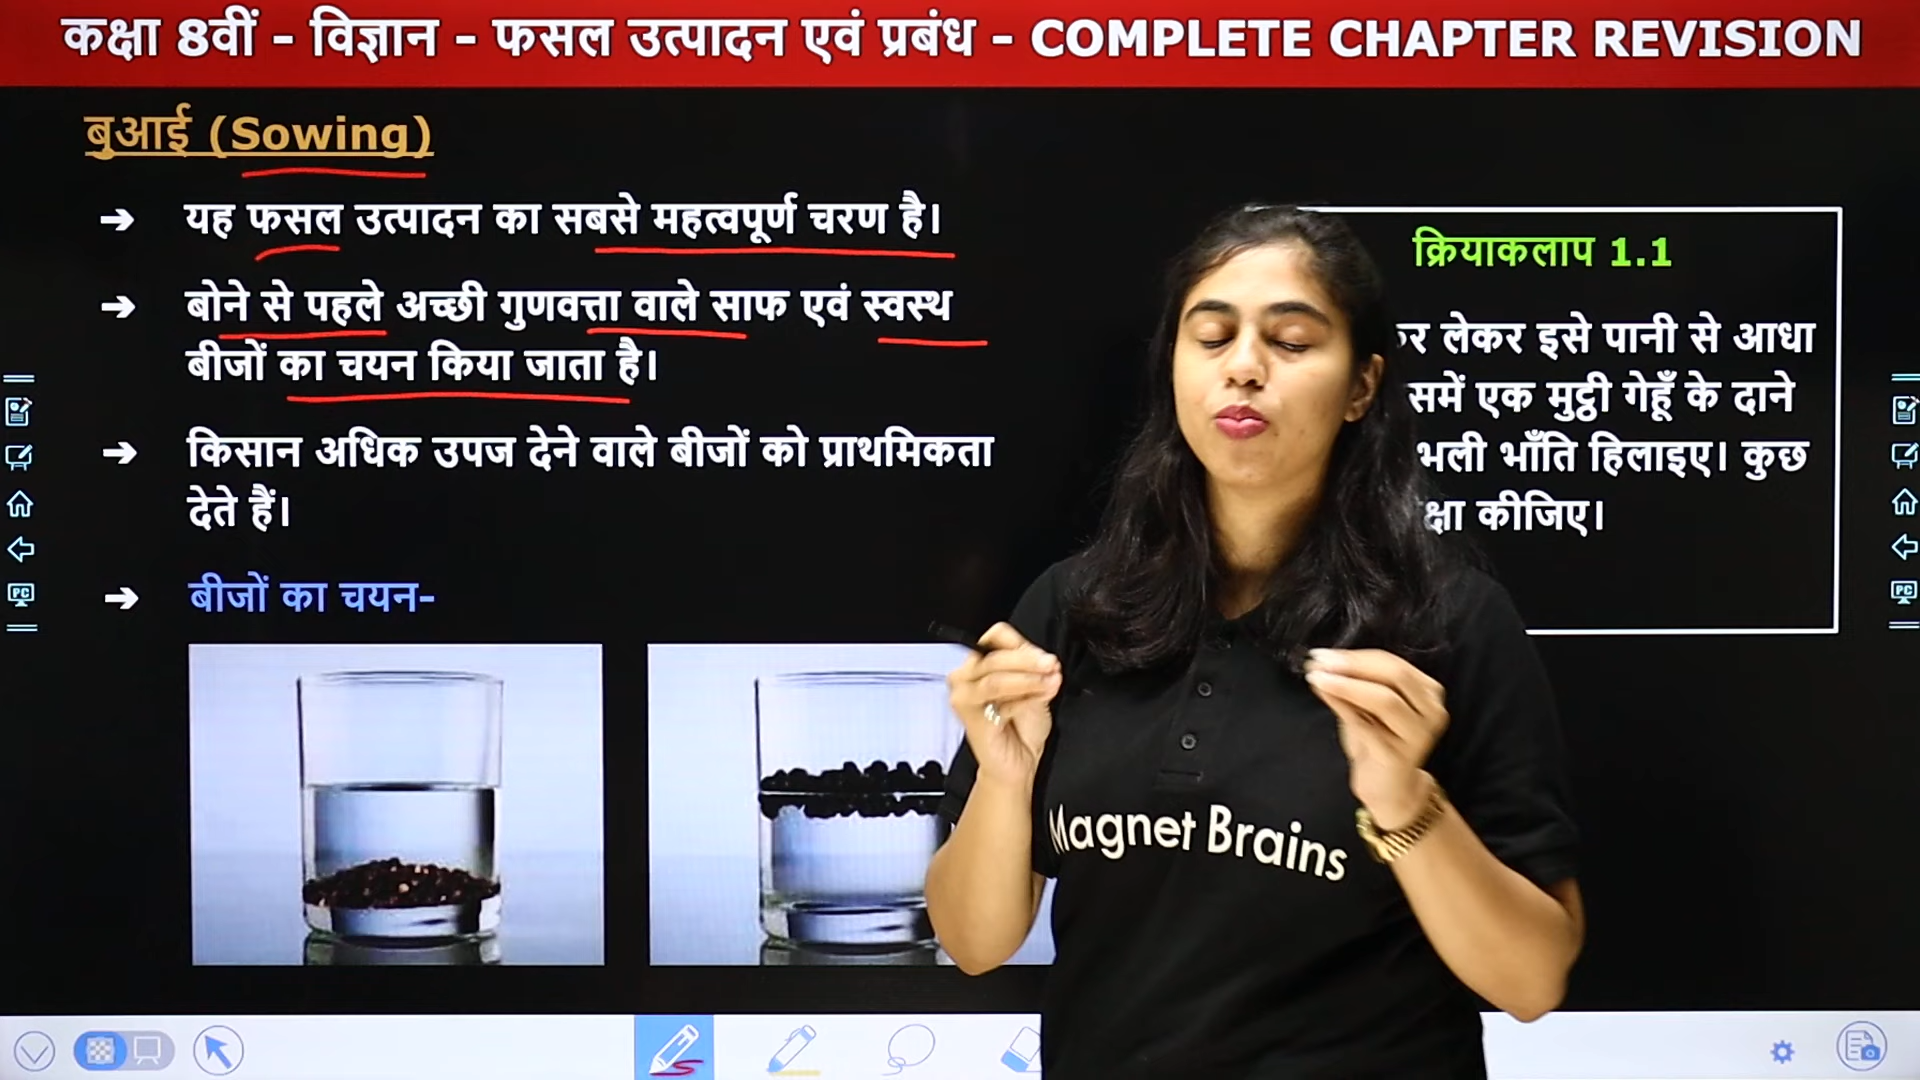 कक्षा 8वीं - विज्ञान - फसल उत्पादन एवं प्रबंध - COMPLETE CHAPTER REVISION
बुआई (Sowing)
➔ यह फसल उत्पादन का सबसे महत्वपूर्ण चरण है।
➔ बोने से पहले अच्छी गुणवत्ता वाले साफ एवं स्वस्थ
बीजों का चयन किया जाता है।
➔ किसान अधिक उपज देने वाले बीजों को प्राथमिकता
देते हैं।
➔ बीजों का चयन-
क्रियाकलाप 1.1
लेकर इसे पानी से आधा
एक मुट्ठी गेहूँ के दाने
भली भाँति हिलाइए। कुछ
कीजिए।
Magnet Brains
PC
PC